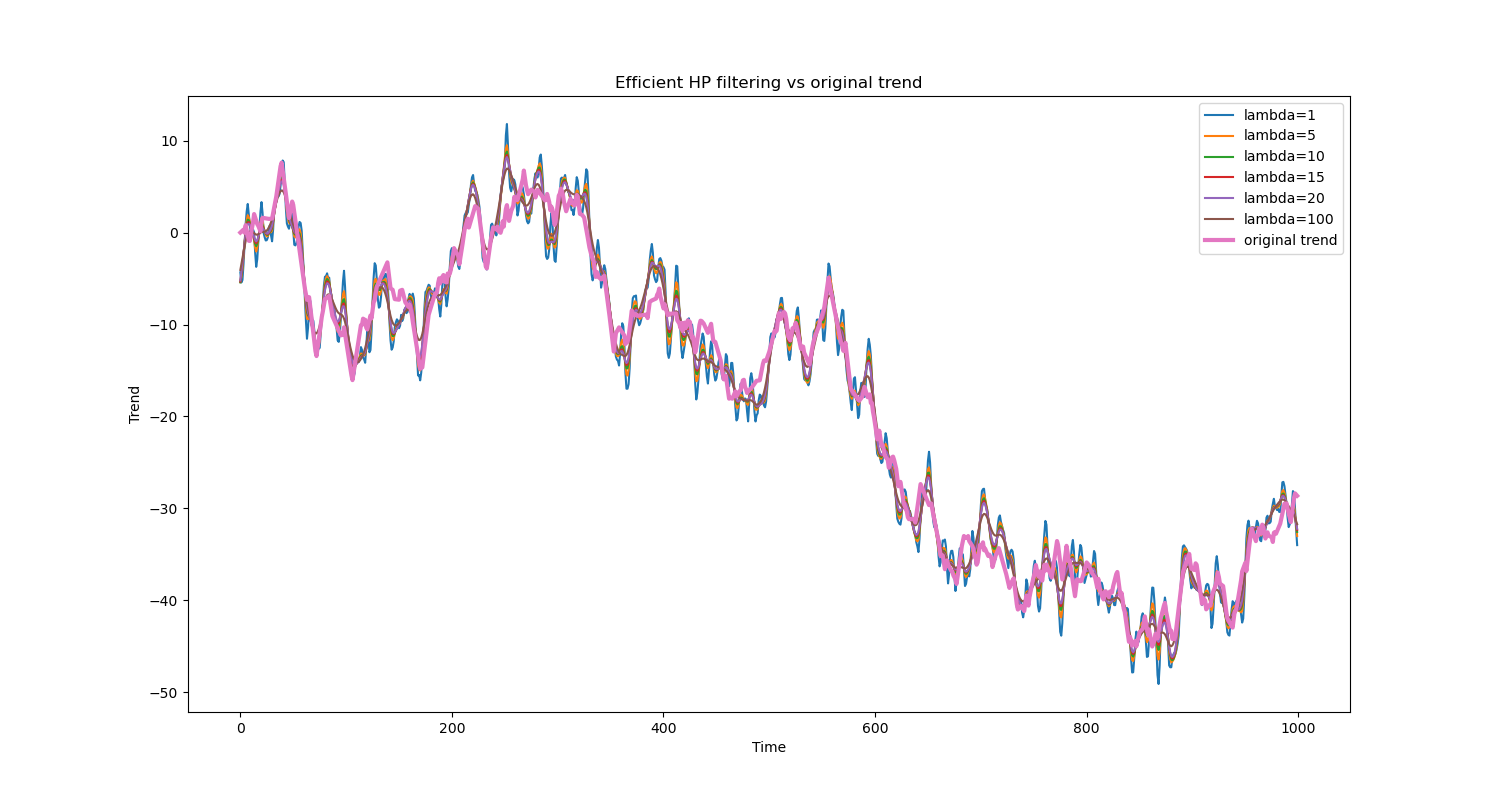 Efficient HP filtering vs original trend
lambda=1
lambda=5
lambda=10
lambda=15
lambda=20
lambda=100
original trend
10
0
−10
−20
−30
−40
−50
Trend
0 200 400 600 800 1000
Time